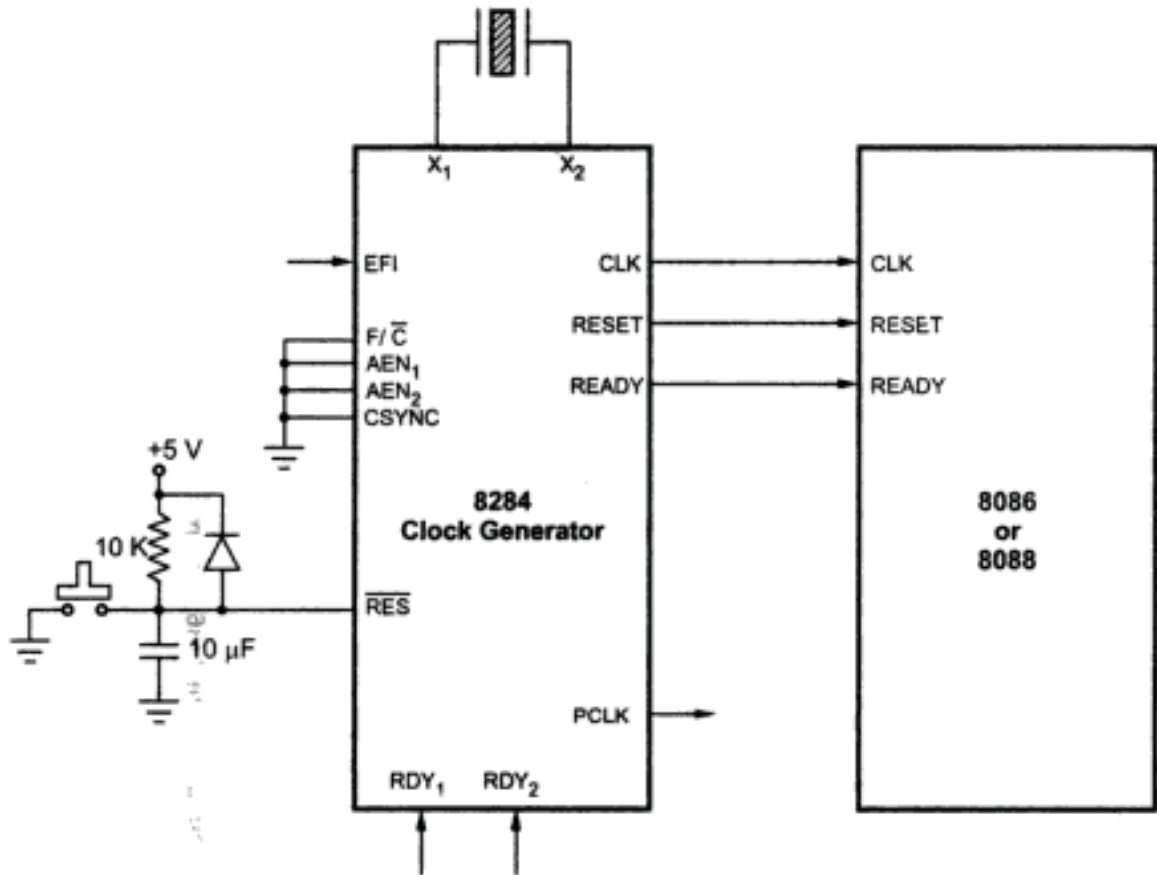 X₁ X₂
EFI CLK CLK
RESET RESET
F/C̅
AEN₁
READY READY
AEN₂
CSYNC
+5 V
8284
Clock Generator
8086
or
8088
10 K
R̅E̅S̅
10 µF
PCLK
RDY₁ RDY₂